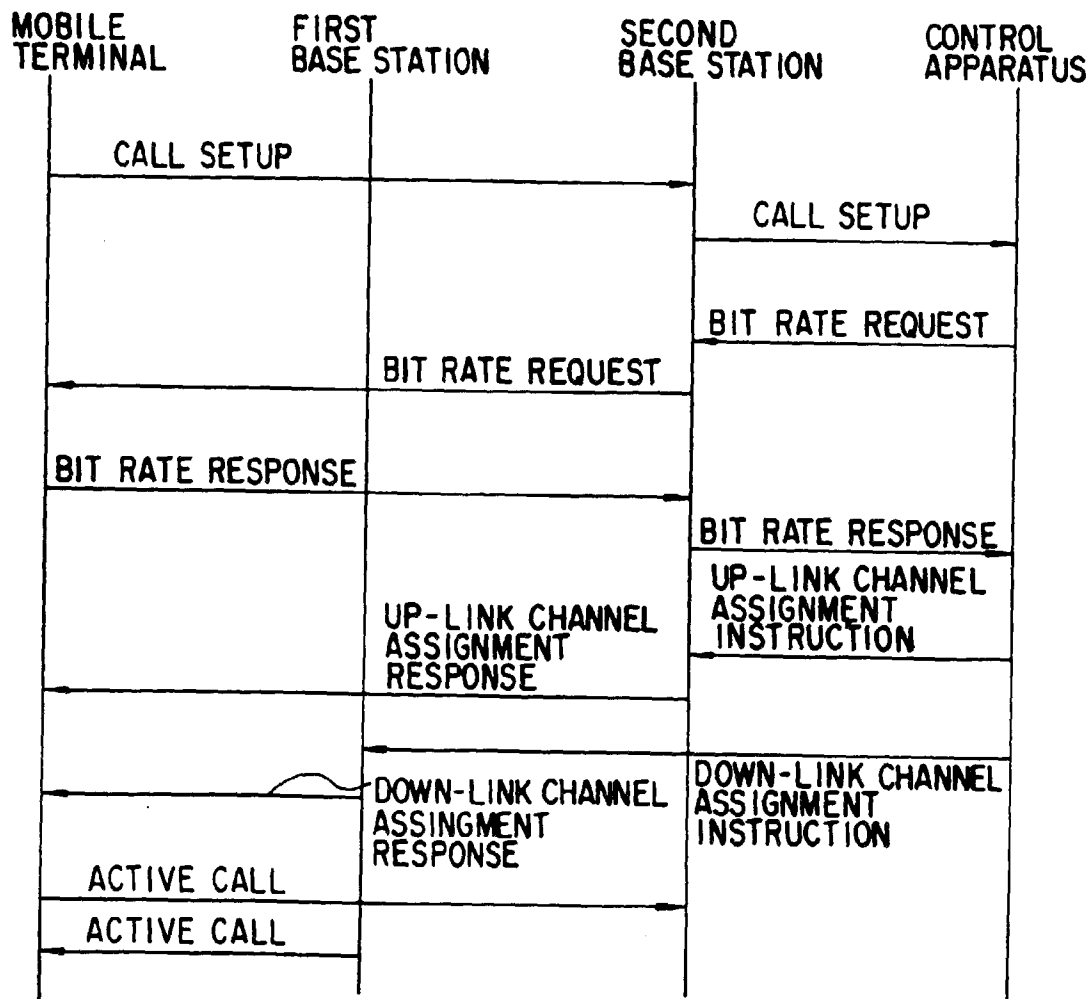 MOBILE
TERMINAL
FIRST
BASE STATION
SECOND
BASE STATION
CONTROL
APPARATUS
CALL SETUP
CALL SETUP
BIT RATE REQUEST
BIT RATE REQUEST
BIT RATE RESPONSE
BIT RATE RESPONSE
UP-LINK CHANNEL
ASSIGNMENT
INSTRUCTION
UP-LINK CHANNEL
ASSIGNMENT
RESPONSE
DOWN-LINK CHANNEL
ASSIGNMENT
INSTRUCTION
DOWN-LINK CHANNEL
ASSINGMENT
RESPONSE
ACTIVE CALL
ACTIVE CALL